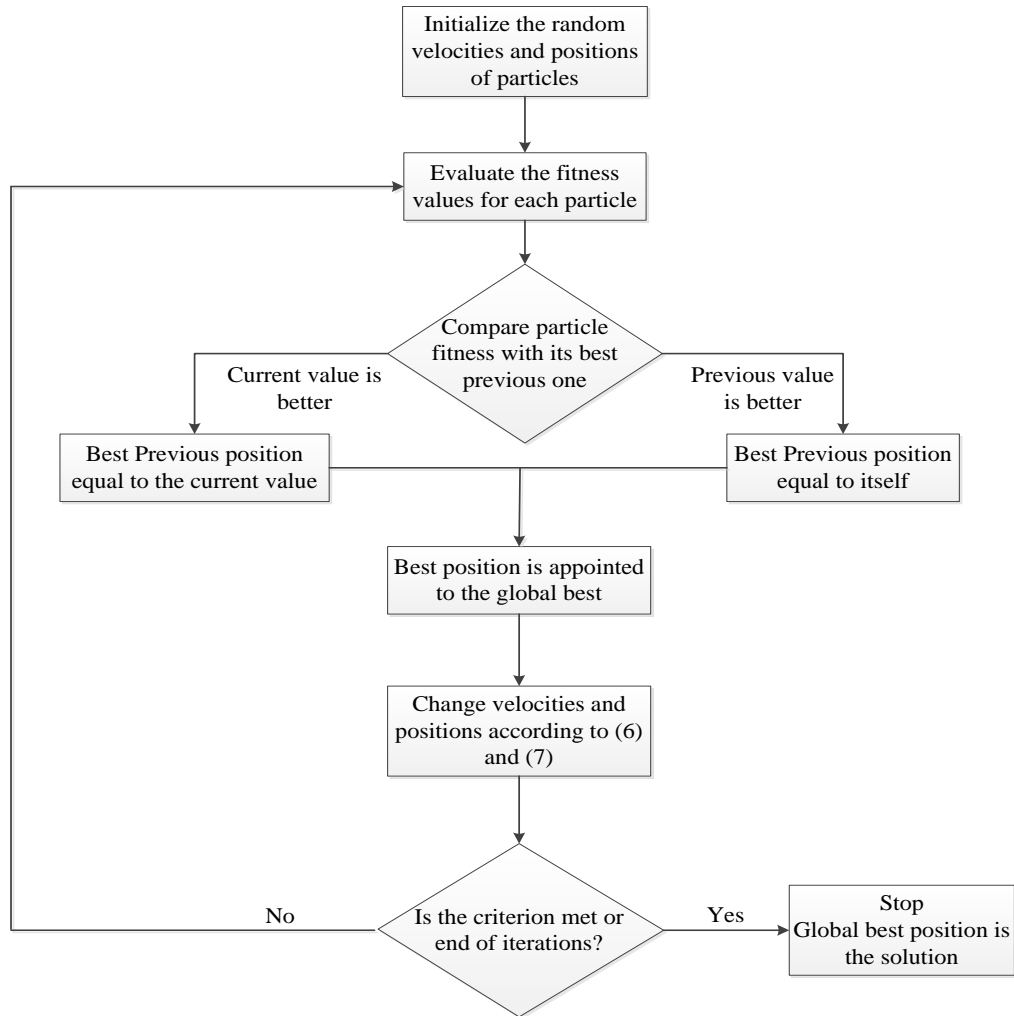 Initialize the random
velocities and positions
of particles
Evaluate the fitness
values for each particle
Compare particle
fitness with its best
previous one
Current value is
better
Previous value
is better
Best Previous position
equal to the current value
Best Previous position
equal to itself
Best position is appointed
to the global best
Change velocities and
positions according to (6)
and (7)
Is the criterion met or
end of iterations?
No
Yes
Stop
Global best position is
the solution